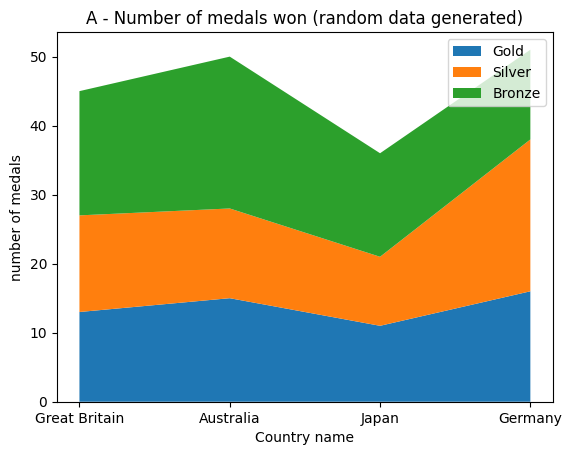 A - Number of medals won (random data generated)
Gold
Silver
Bronze
50
40
30
20
10
0
number of medals
Great Britain Australia Japan Germany
Country name